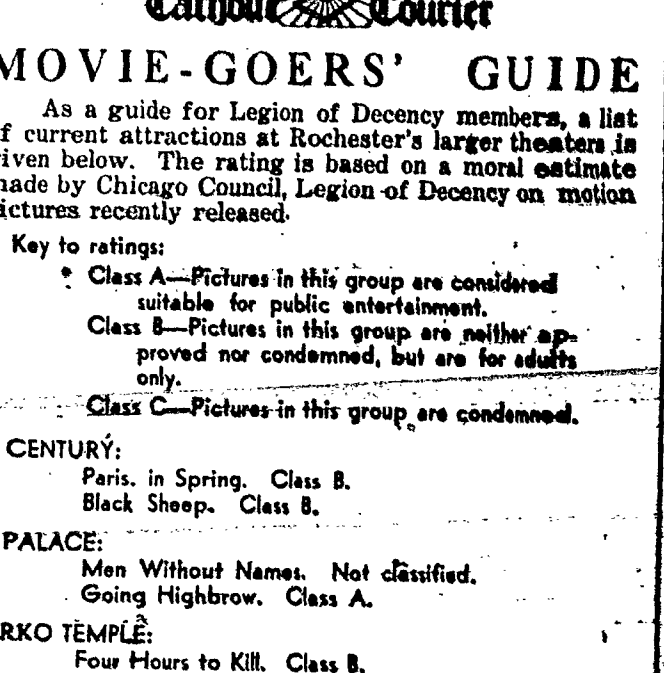 Catholic Courier
MOVIE-GOERS' GUIDE
As a guide for Legion of Decency members, a list
f current attractions at Rochester's larger theaters is
iven below. The rating is based on a moral estimate
nade by Chicago Council, Legion of Decency on motion
ictures recently released.
Key to ratings:
Class A—Pictures in this group are considered
suitable for public entertainment.
Class B—Pictures in this group are neither ap-
proved nor condemned, but are for adults
only.
Class C—Pictures in this group are condemned.
CENTURY:
Paris. in Spring. Class B.
Black Sheep. Class B.
PALACE:
Men Without Names. Not classified.
Going Highbrow. Class A.
RKO TEMPLE:
Four Hours to Kill. Class B.